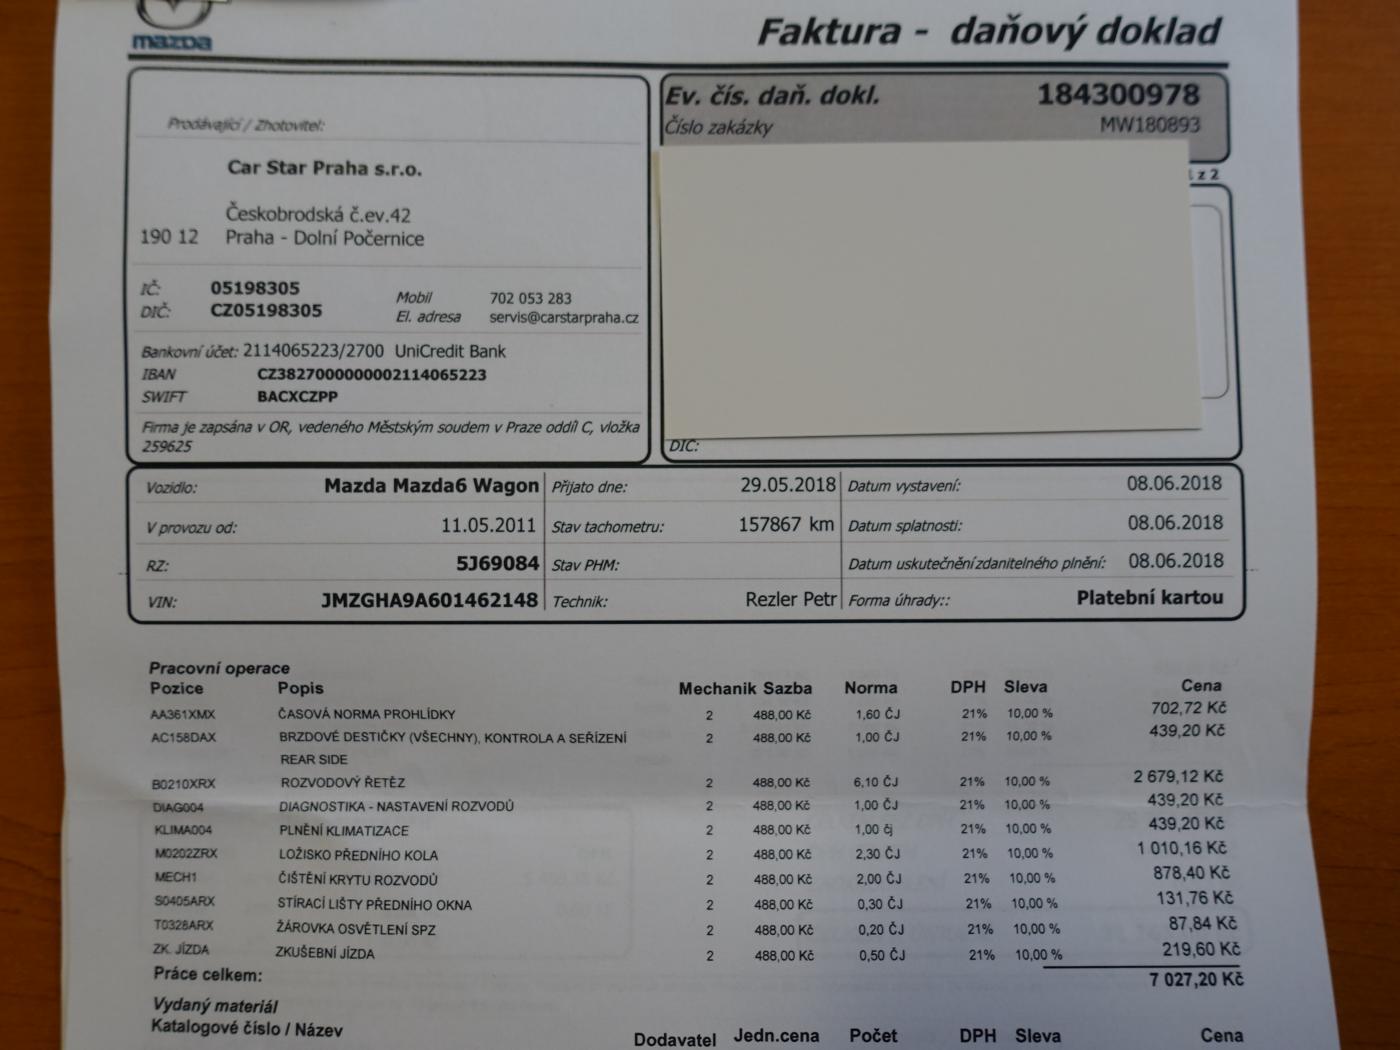 mazda
Faktura - daňový doklad
Prodávající / Zhotovitel:
Car Star Praha s.r.o.
Českobrodská č.ev.42
190 12 Praha - Dolní Počernice
IČ: 05198305
DIČ: CZ05198305
Mobil 702 053 283
El. adresa servis@carstarpraha.cz
Bankovní účet: 2114065223/2700 UniCredit Bank
IBAN CZ3827000000002114065223
SWIFT BACXCZPP
Firma je zapsána v OR, vedeného Městským soudem v Praze oddíl C, vložka
259625
Ev. čís. daň. dokl. 184300978
Číslo zakázky MW180893
z 2
DIČ:
Vozidlo: Mazda Mazda6 Wagon Přijato dne: 29.05.2018 Datum vystavení: 08.06.2018
V provozu od: 11.05.2011 Stav tachometru: 157867 km Datum splatnosti: 08.06.2018
RZ: 5J69084 Stav PHM: Datum uskutečnění zdanitelného plnění: 08.06.2018
VIN: JMZGHA9A601462148 Technik: Rezler Petr Forma úhrady:: Platební kartou
Pracovní operace
Pozice Popis Mechanik Sazba Norma DPH Sleva Cena
AA361XMX ČASOVÁ NORMA PROHLÍDKY 2 488,00 Kč 1,60 ČJ 21% 10,00 % 702,72 Kč
AC158DAX BRZDOVÉ DESTIČKY (VŠECHNY), KONTROLA A SEŘÍZENÍ 2 488,00 Kč 1,00 ČJ 21% 10,00 % 439,20 Kč
REAR SIDE
B0210XRX ROZVODOVÝ ŘETĚZ 2 488,00 Kč 6,10 ČJ 21% 10,00 % 2 679,12 Kč
DIAG004 DIAGNOSTIKA - NASTAVENÍ ROZVODŮ 2 488,00 Kč 1,00 ČJ 21% 10,00 % 439,20 Kč
KLIMA004 PLNĚNÍ KLIMATIZACE 2 488,00 Kč 1,00 čj 21% 10,00 % 439,20 Kč
M0202ZRX LOŽISKO PŘEDNÍHO KOLA 2 488,00 Kč 2,30 ČJ 21% 10,00 % 1 010,16 Kč
MECH1 ČIŠTĚNÍ KRYTU ROZVODŮ 2 488,00 Kč 2,00 ČJ 21% 10,00 % 878,40 Kč
S0405ARX STÍRACÍ LIŠTY PŘEDNÍHO OKNA 2 488,00 Kč 0,30 ČJ 21% 10,00 % 131,76 Kč
T0328ARX ŽÁROVKA OSVĚTLENÍ SPZ 2 488,00 Kč 0,20 ČJ 21% 10,00 % 87,84 Kč
ZK. JÍZDA ZKUŠEBNÍ JÍZDA 2 488,00 Kč 0,50 ČJ 21% 10,00 % 219,60 Kč
Práce celkem: 7 027,20 Kč
Vydaný materiál
Katalogové číslo / Název Dodavatel Jedn.cena Počet DPH Sleva Cena